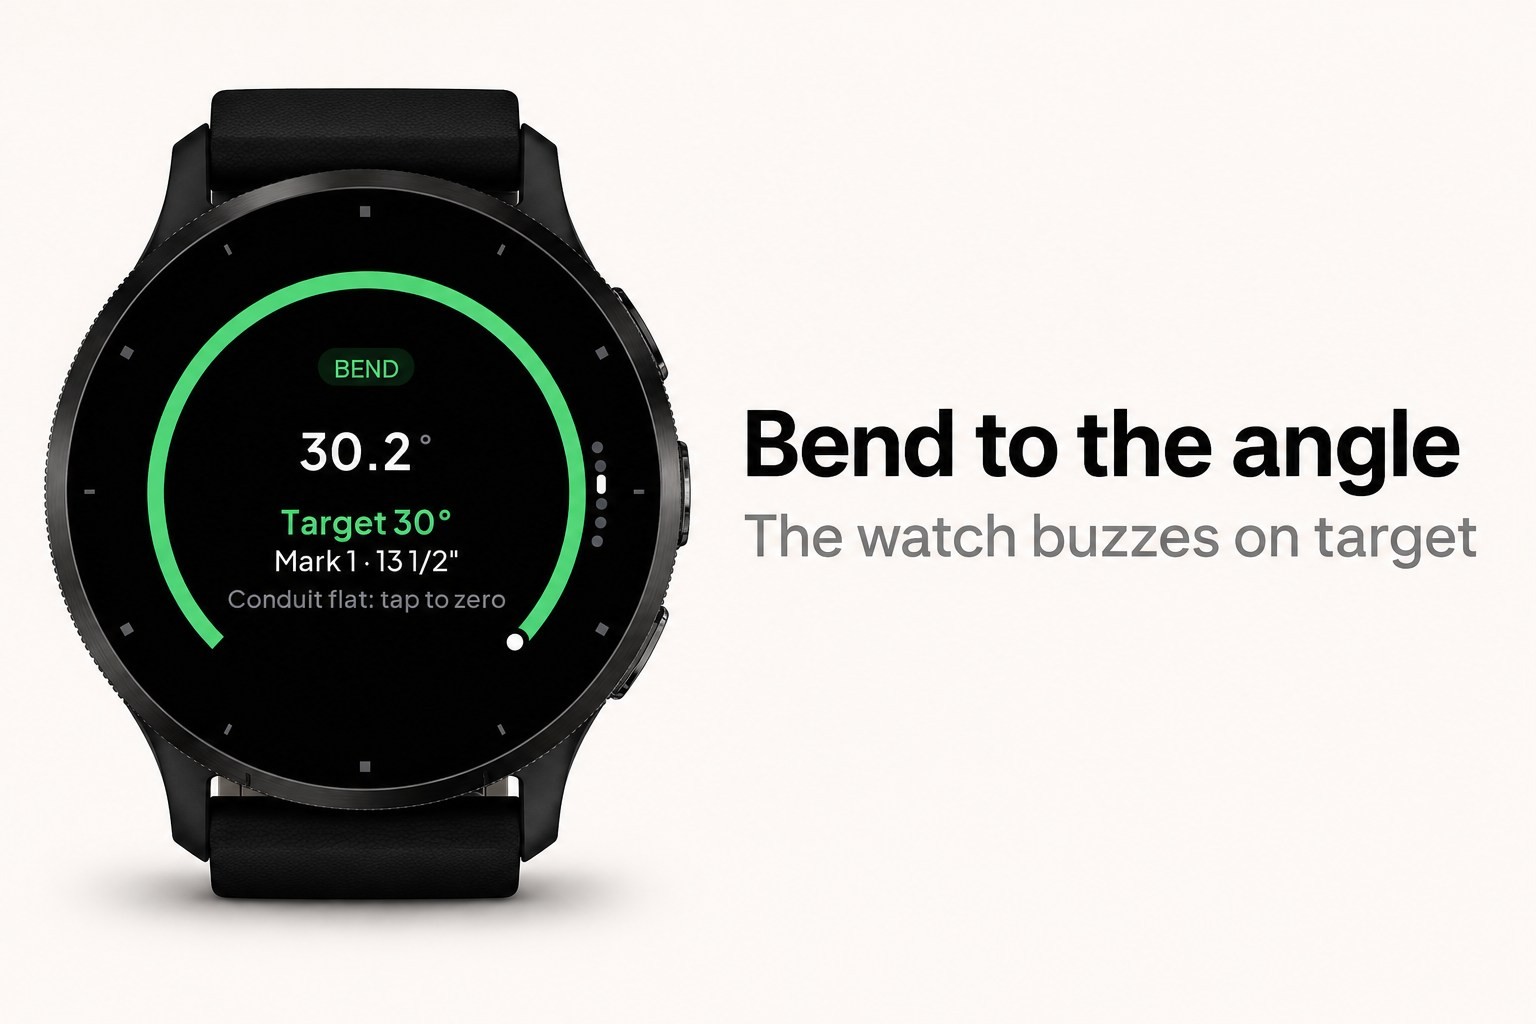 BEND
30.2°
Target 30°
Mark 1 · 13 1/2"
Conduit flat: tap to zero
Bend to the angle
The watch buzzes on target